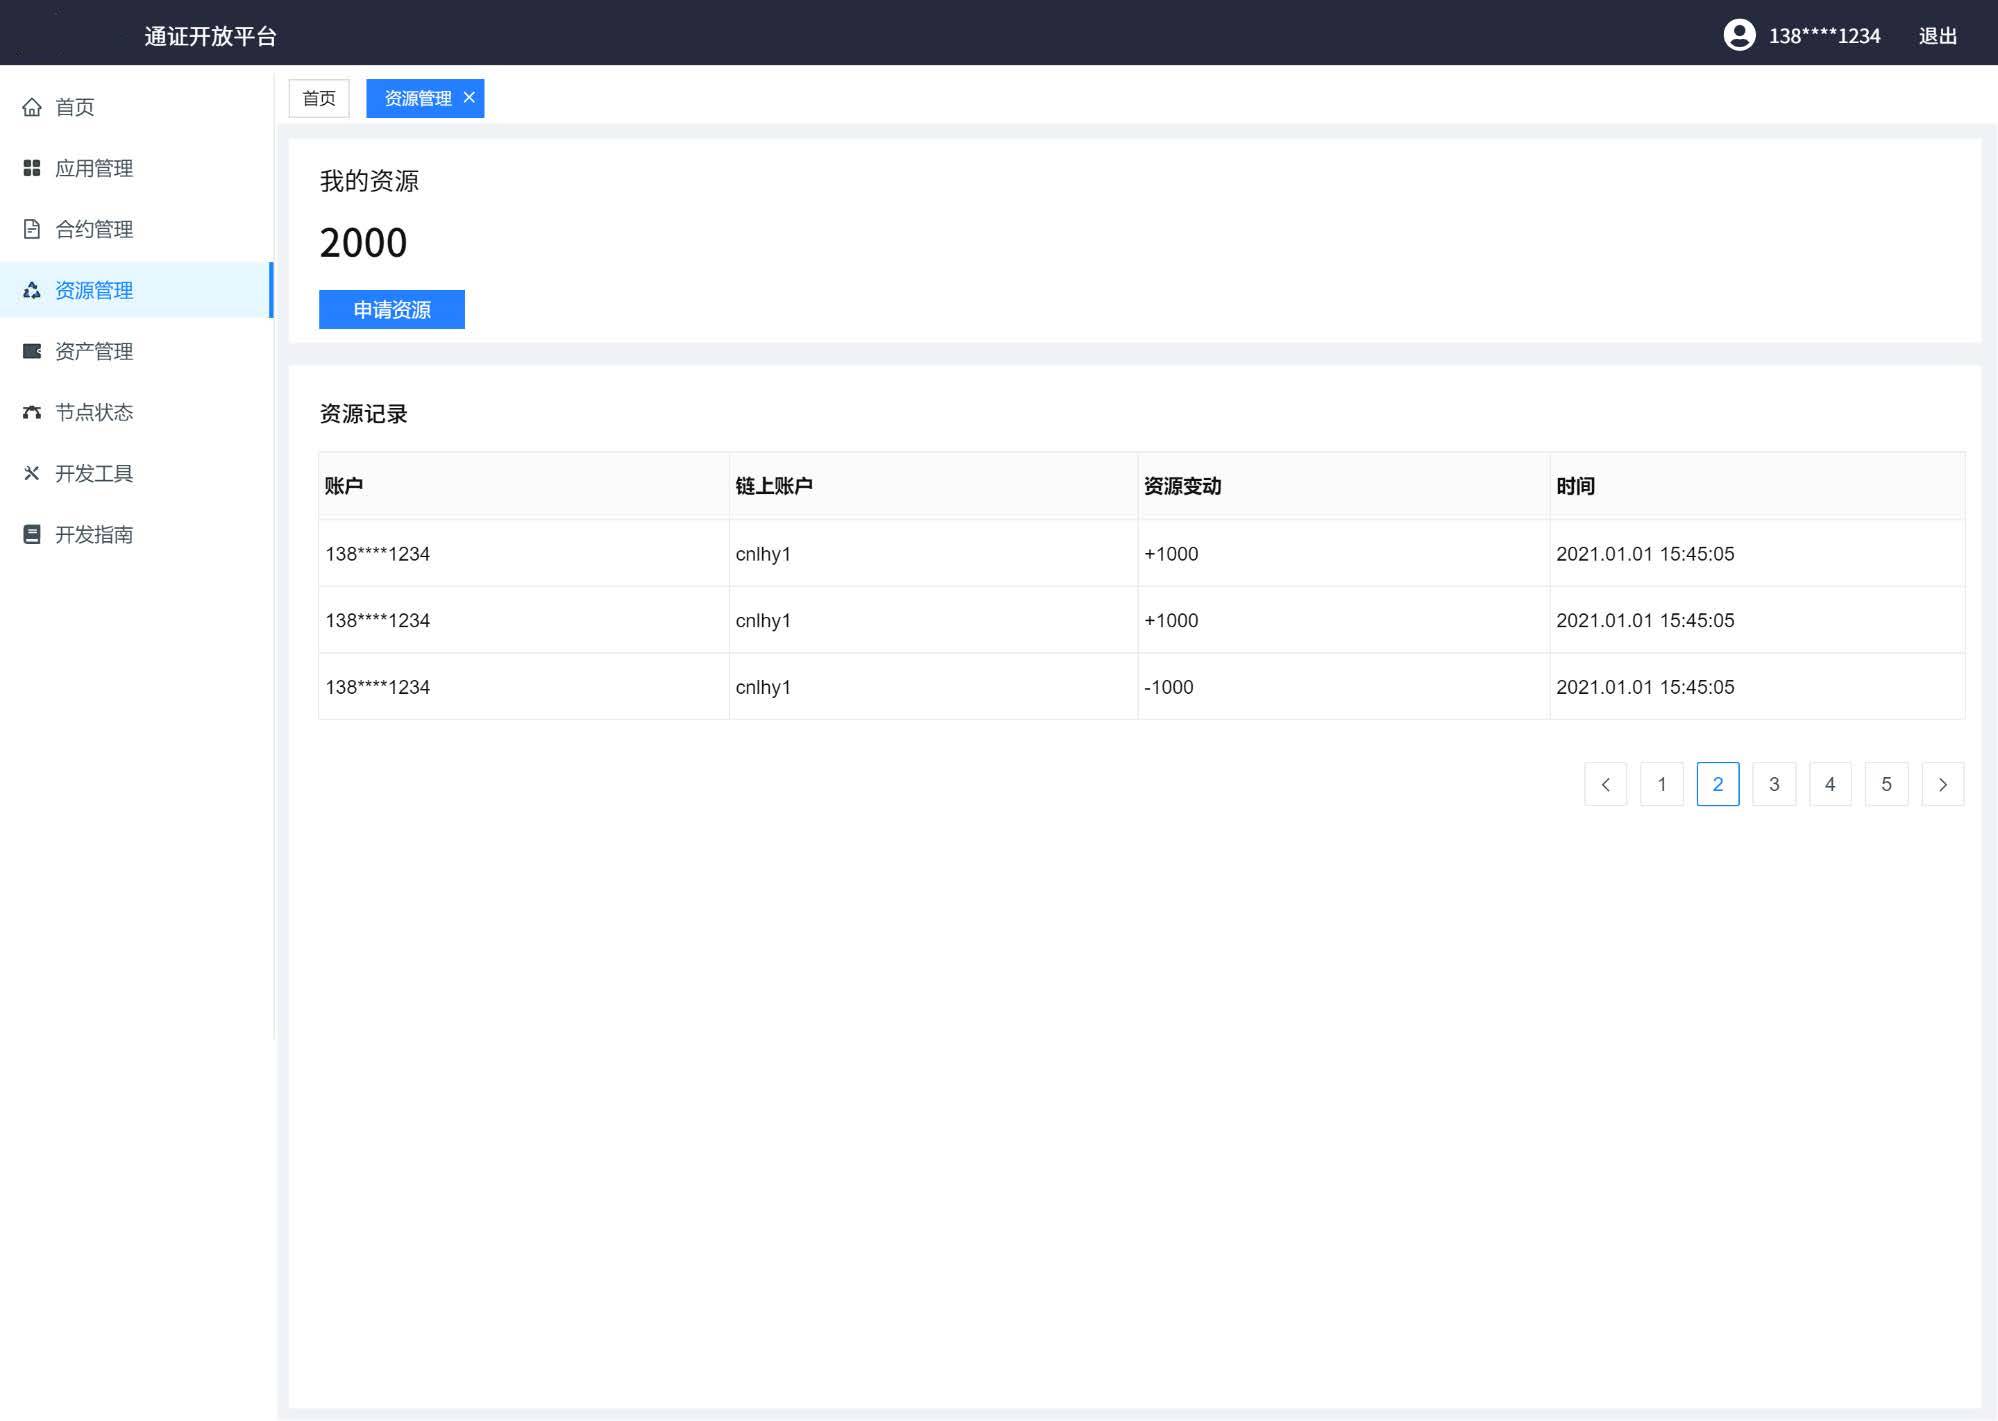 通证开放平台
138****1234 退出
首页
应用管理
合约管理
资源管理
资产管理
节点状态
开发工具
开发指南
首页 资源管理
我的资源
2000
申请资源
资源记录
账户 链上账户 资源变动 时间
138****1234 cnlhy1 +1000 2021.01.01 15:45:05
138****1234 cnlhy1 +1000 2021.01.01 15:45:05
138****1234 cnlhy1 -1000 2021.01.01 15:45:05
1 2 3 4 5